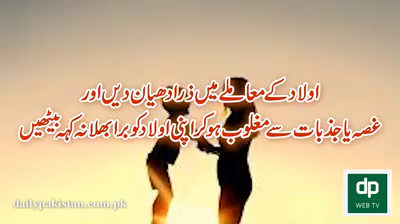 اولاد کے معاملے میں ذرا دھیان دیں اور
غصہ یا جذبات سے مغلوب ہو کر اپنی اولاد کو برا بھلا نہ کہہ بیٹھیں
dp
WEB TV
dailypakistan.com.pk